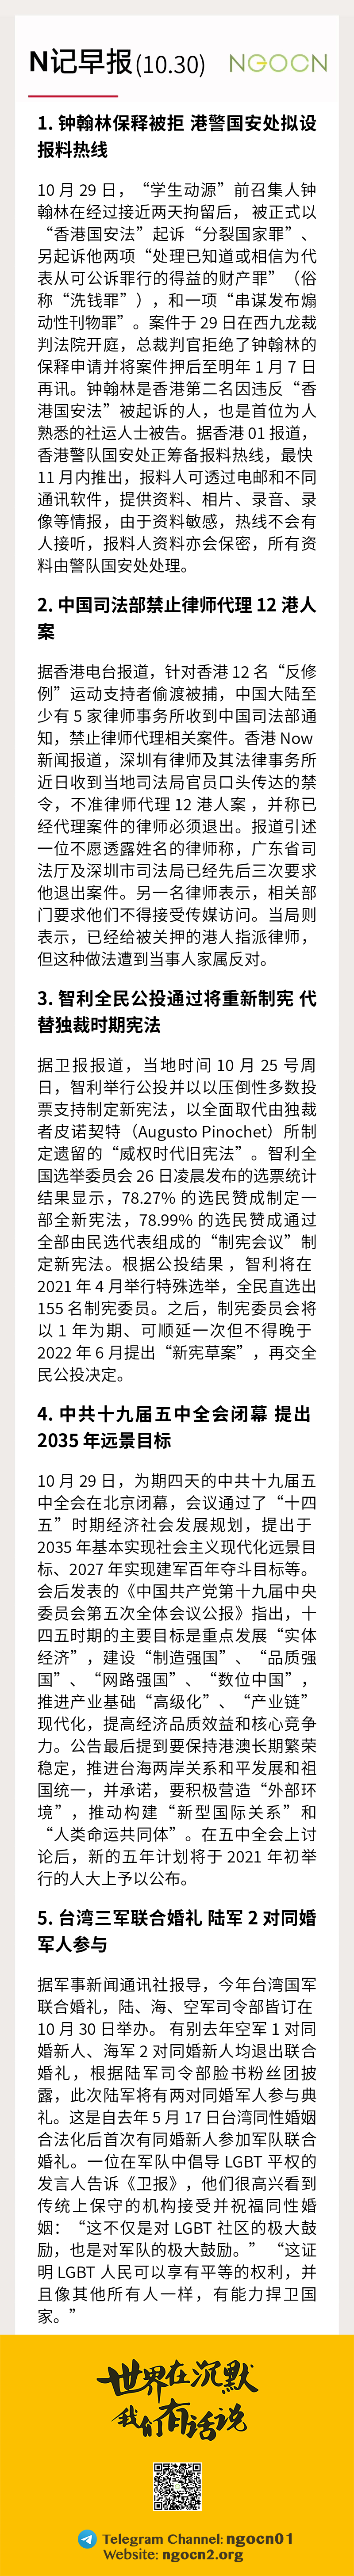 N记早报(10.30)
NGOCN
1. 钟翰林保释被拒 港警国安处拟设
报料热线
10 月 29 日，“学生动源”前召集人钟
翰林在经过接近两天拘留后， 被正式以
“香港国安法”起诉“分裂国家罪”、
另起诉他两项“处理已知道或相信为代
表从可公诉罪行的得益的财产罪”（俗
称“洗钱罪”），和一项“串谋发布煽
动性刊物罪”。案件于 29 日在西九龙裁
判法院开庭，总裁判官拒绝了钟翰林的
保释申请并将案件押后至明年 1 月 7 日
再讯。钟翰林是香港第二名因违反“香
港国安法”被起诉的人，也是首位为人
熟悉的社运人士被告。据香港 01 报道，
香港警队国安处正筹备报料热线，最快
11 月内推出，报料人可透过电邮和不同
通讯软件，提供资料、相片、录音、录
像等情报，由于资料敏感，热线不会有
人接听，报料人资料亦会保密，所有资
料由警队国安处处理。
2. 中国司法部禁止律师代理 12 港人
案
据香港电台报道，针对香港 12 名“反修
例”运动支持者偷渡被捕，中国大陆至
少有 5 家律师事务所收到中国司法部通
知，禁止律师代理相关案件。香港 Now
新闻报道，深圳有律师及其法律事务所
近日收到当地司法局官员口头传达的禁
令，不准律师代理 12 港人案 ，并称已
经代理案件的律师必须退出。报道引述
一位不愿透露姓名的律师称，广东省司
法厅及深圳市司法局已经先后三次要求
他退出案件。另一名律师表示，相关部
门要求他们不得接受传媒访问。当局则
表示，已经给被关押的港人指派律师，
但这种做法遭到当事人家属反对。
3. 智利全民公投通过将重新制宪 代
替独裁时期宪法
据卫报报道，当地时间 10 月 25 号周
日，智利举行公投并以以压倒性多数投
票支持制定新宪法，以全面取代由独裁
者皮诺契特（Augusto Pinochet）所制
定遗留的“威权时代旧宪法”。智利全
国选举委员会 26 日凌晨发布的选票统计
结果显示，78.27% 的选民赞成制定一
部全新宪法，78.99% 的选民赞成通过
全部由民选代表组成的“制宪会议”制
定新宪法。根据公投结果 ，智利将在
2021 年 4 月举行特殊选举，全民直选出
155 名制宪委员。之后，制宪委员会将
以 1 年为期、可顺延一次但不得晚于
2022 年 6 月提出“新宪草案”，再交全
民公投决定。
4. 中共十九届五中全会闭幕 提出
2035 年远景目标
10 月 29 日，为期四天的中共十九届五
中全会在北京闭幕，会议通过了“十四
五”时期经济社会发展规划，提出于
2035 年基本实现社会主义现代化远景目
标、2027 年实现建军百年夺斗目标等。
会后发表的《中国共产党第十九届中央
委员会第五次全体会议公报》指出，十
四五时期的主要目标是重点发展“实体
经济”，建设“制造强国”、“品质强
国”、“网路强国”、“数位中国”，
推进产业基础“高级化”、“产业链”
现代化，提高经济品质效益和核心竞争
力。公告最后提到要保持港澳长期繁荣
稳定，推进台海两岸关系和平发展和祖
国统一，并承诺，要积极营造“外部环
境”，推动构建“新型国际关系”和
“人类命运共同体”。在五中全会上讨
论后，新的五年计划将于 2021 年初举
行的人大上予以公布。
5. 台湾三军联合婚礼 陆军 2 对同婚
军人参与
据军事新闻通讯社报导，今年台湾国军
联合婚礼，陆、海、空军司令部皆订在
10 月 30 日举办。 有别去年空军 1 对同
婚新人、海军 2 对同婚新人均退出联合
婚礼，根据陆军司令部脸书粉丝团披
露，此次陆军将有两对同婚军人参与典
礼。这是自去年 5 月 17 日台湾同性婚姻
合法化后首次有同婚新人参加军队联合
婚礼。一位在军队中倡导 LGBT 平权的
发言人告诉《卫报》，他们很高兴看到
传统上保守的机构接受并祝福同性婚
姻：“这不仅是对 LGBT 社区的极大鼓
励，也是对军队的极大鼓励。”“这证
明 LGBT 人民可以享有平等的权利，并
且像其他所有人一样，有能力捍卫国
家。”
世界在沉默
我们有话说
Telegram Channel: ngocn01
Website: ngocn2.org